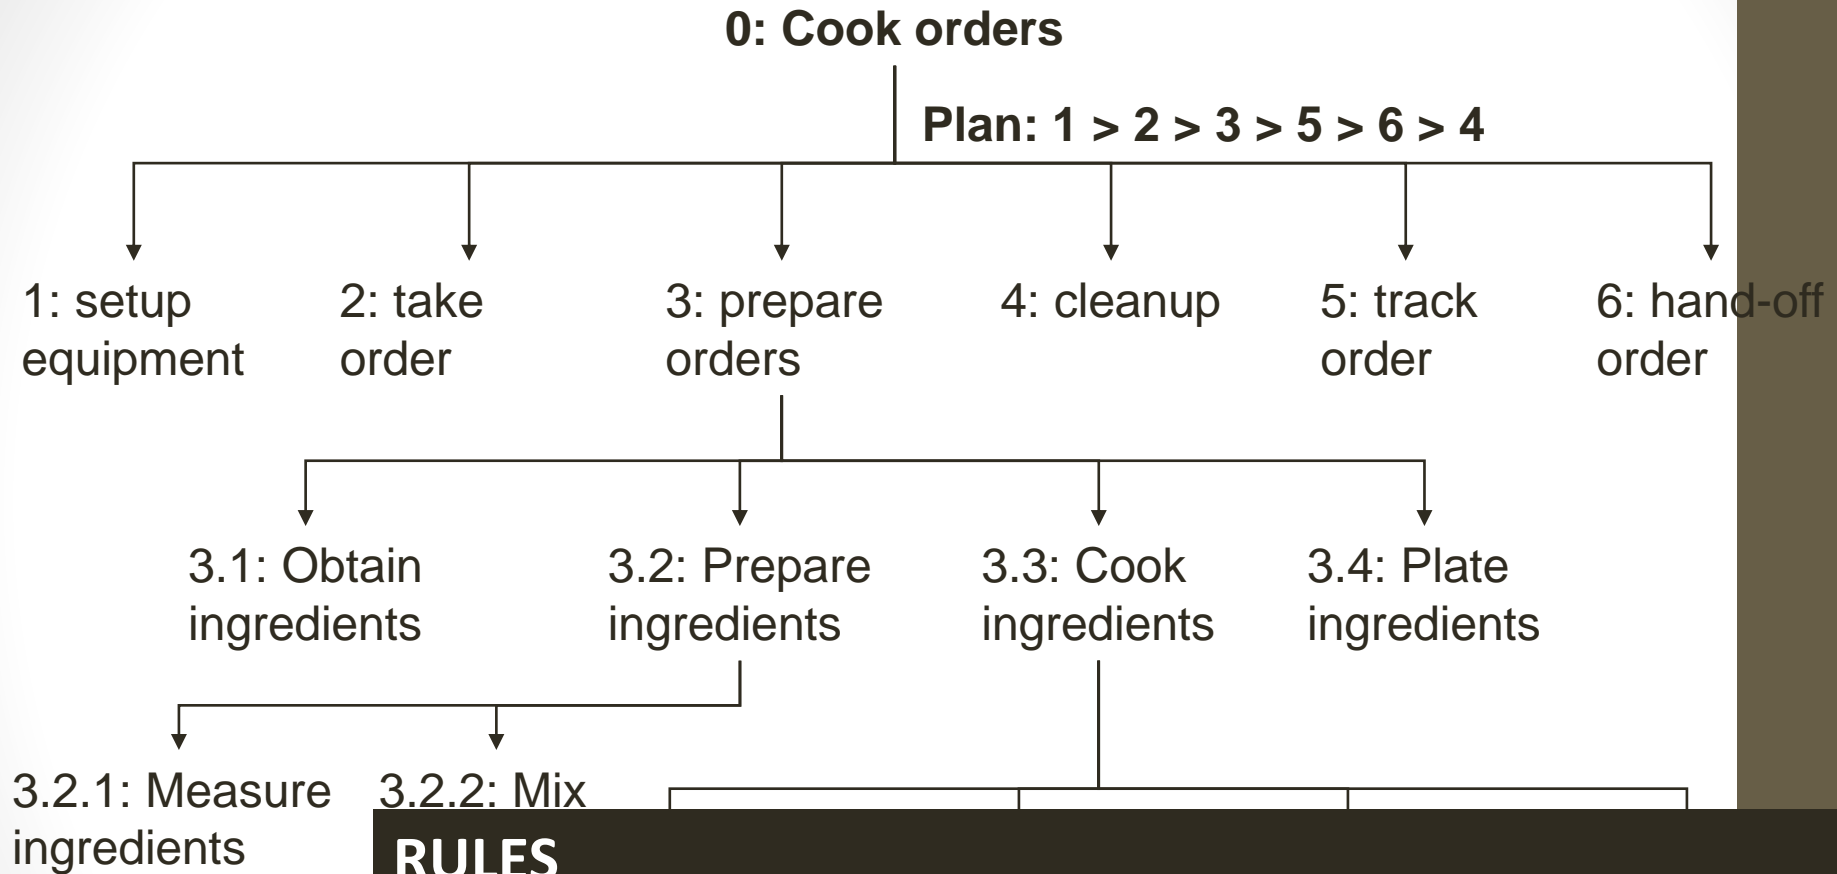 0: Cook orders
Plan: 1 > 2 > 3 > 5 > 6 > 4
1: setup
equipment
2: take
order
3: prepare
orders
4: cleanup
5: track
order
6: hand-off
order
3.1: Obtain
ingredients
3.2: Prepare
ingredients
3.3: Cook
ingredients
3.4: Plate
ingredients
3.2.1: Measure
ingredients
3.2.2: Mix
RULES